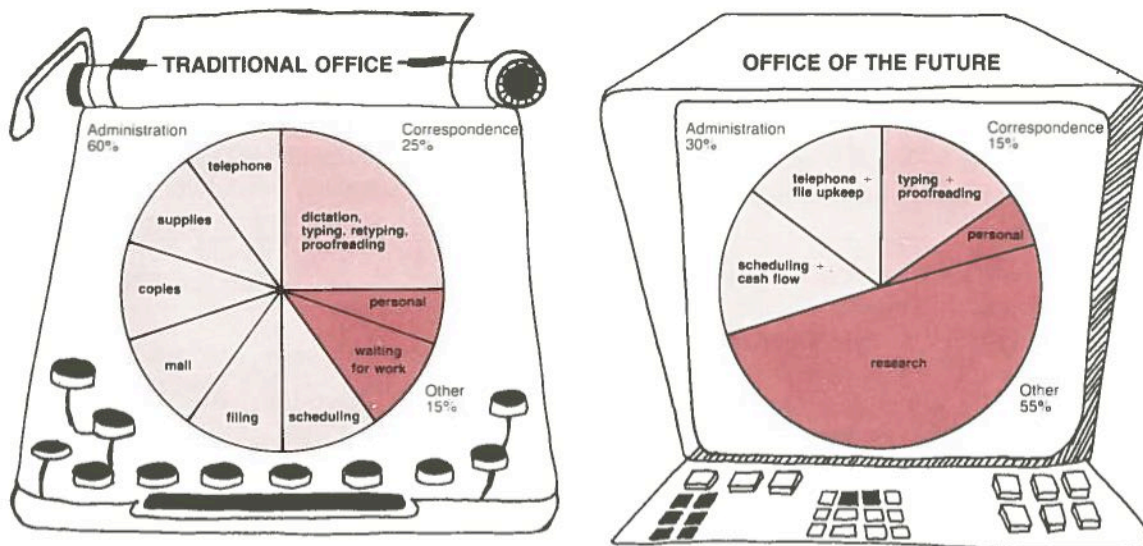 TRADITIONAL OFFICE
Administration
60%
Correspondence
25%
telephone
dictation,
typing, retyping,
proofreading
supplies
copies
personal
mail
waiting
for work
filing
scheduling
Other
15%
OFFICE OF THE FUTURE
Administration
30%
Correspondence
15%
telephone +
file upkeep
typing +
proofreading
personal
scheduling +
cash flow
research
Other
55%